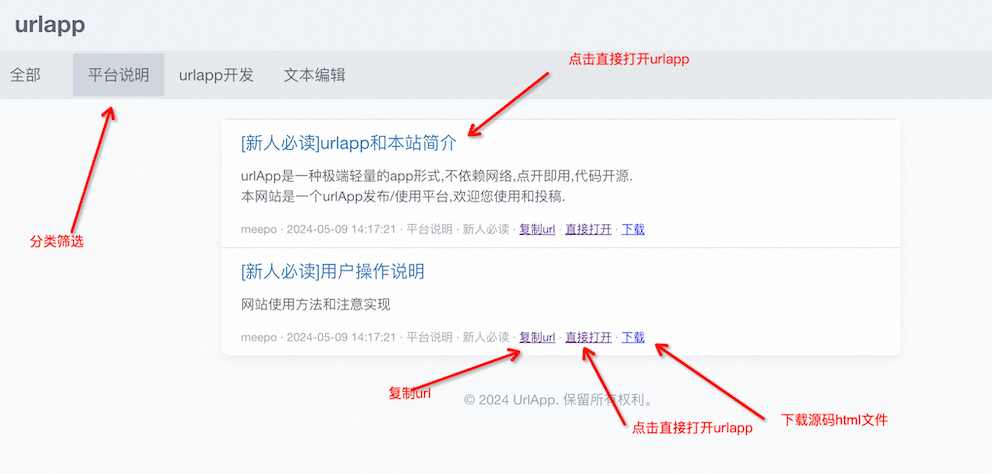 urlapp
全部 平台说明 urlapp开发 文本编辑
点击直接打开urlapp
[新人必读]urlapp和本站简介
urlApp是一种极端轻量的app形式,不依赖网络,点开即用,代码开源.
本网站是一个urlApp发布/使用平台,欢迎您使用和投稿.
meepo · 2024-05-09 14:17:21 · 平台说明 · 新人必读 · 复制url · 直接打开 · 下载
分类筛选
[新人必读]用户操作说明
网站使用方法和注意实现
meepo · 2024-05-09 14:17:21 · 平台说明 · 新人必读 · 复制url · 直接打开 · 下载
复制url
© 2024 UrlApp. 保留所有权利。
下载源码html文件
点击直接打开urlapp